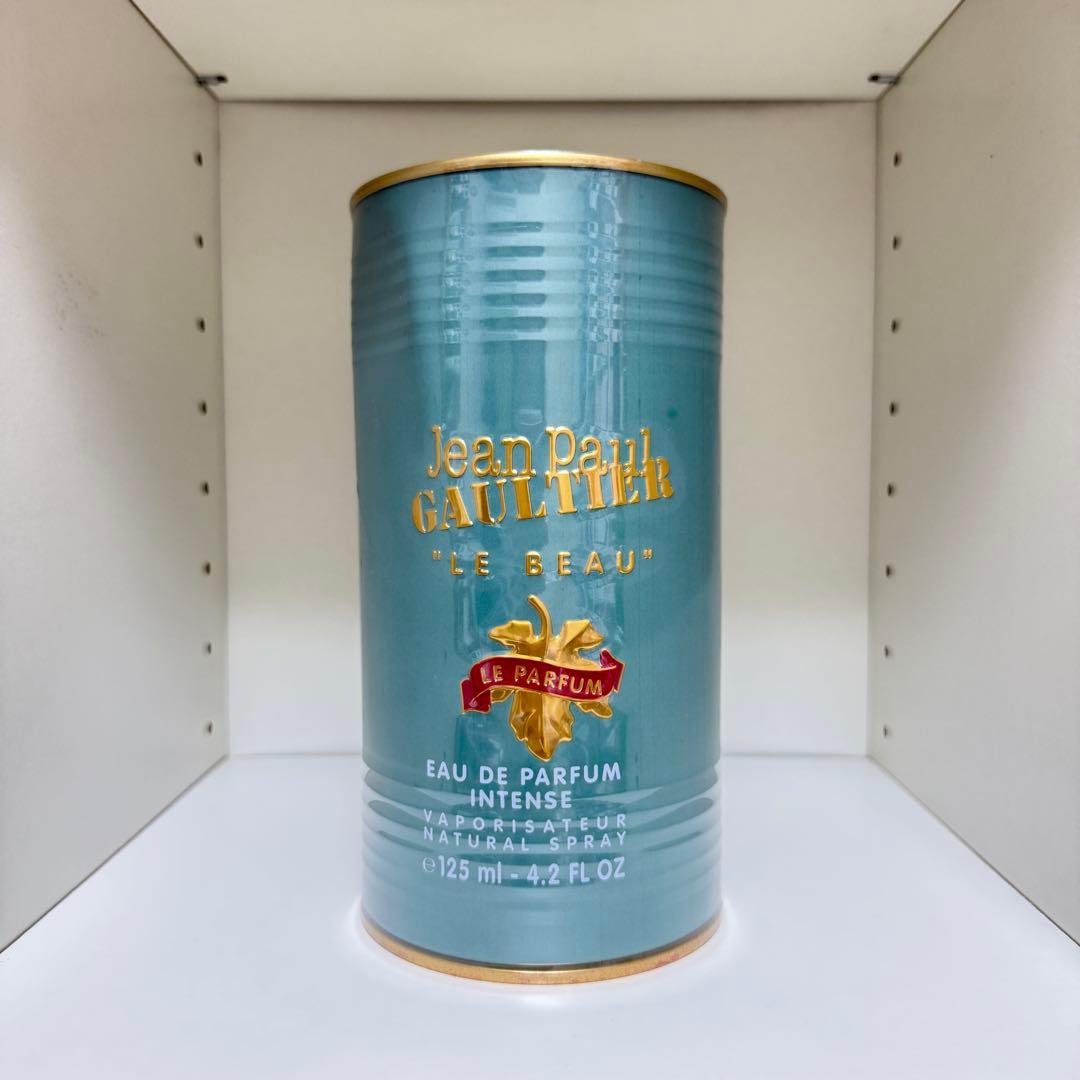 Jean Paul
GAULTIER
"LE BEAU"
LE PARFUM
EAU DE PARFUM
INTENSE
VAPORISATEUR
NATURAL SPRAY
℮125 ml - 4.2 FL OZ